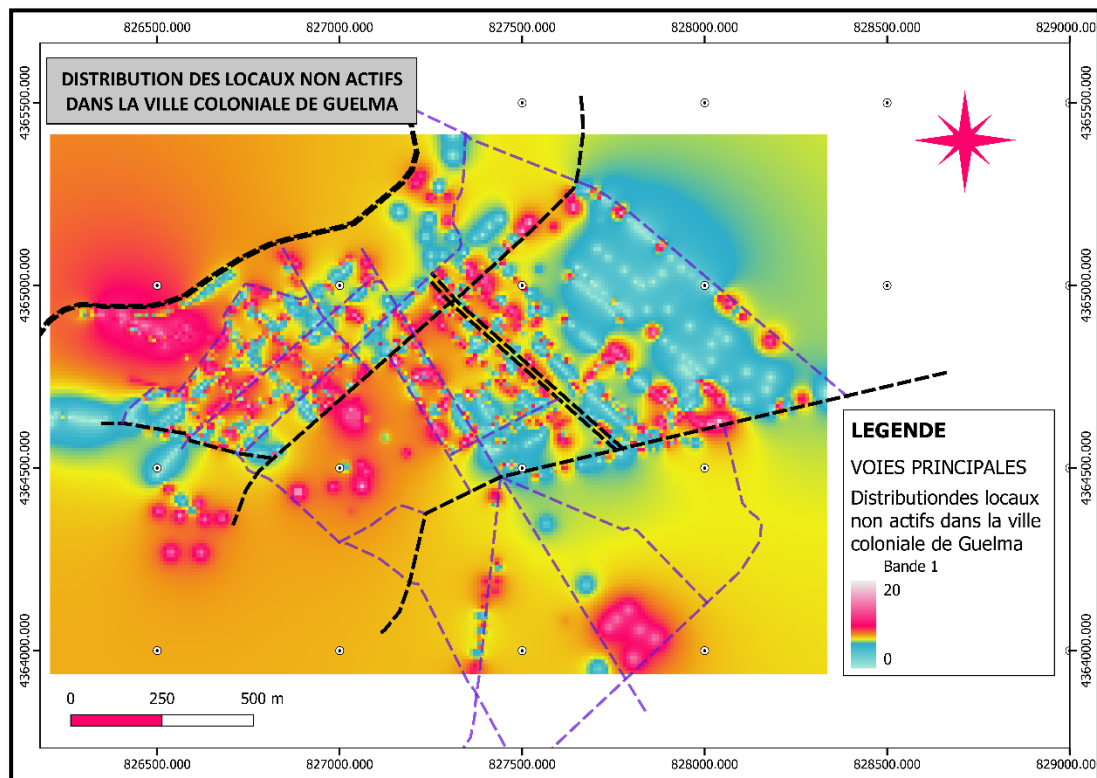 826500.000 827000.000 827500.000 828000.000 828500.000 829000.000
DISTRIBUTION DES LOCAUX NON ACTIFS
DANS LA VILLE COLONIALE DE GUELMA
4365500.000 4365500.000
4365000.000 4365000.000
4364500.000 4364500.000
4364000.000 4364000.000
LEGENDE
VOIES PRINCIPALES
Distributiondes locaux
non actifs dans la ville
coloniale de Guelma
Bande 1
20
0
0 250 500 m
826500.000 827000.000 827500.000 828000.000 828500.000 829000.000